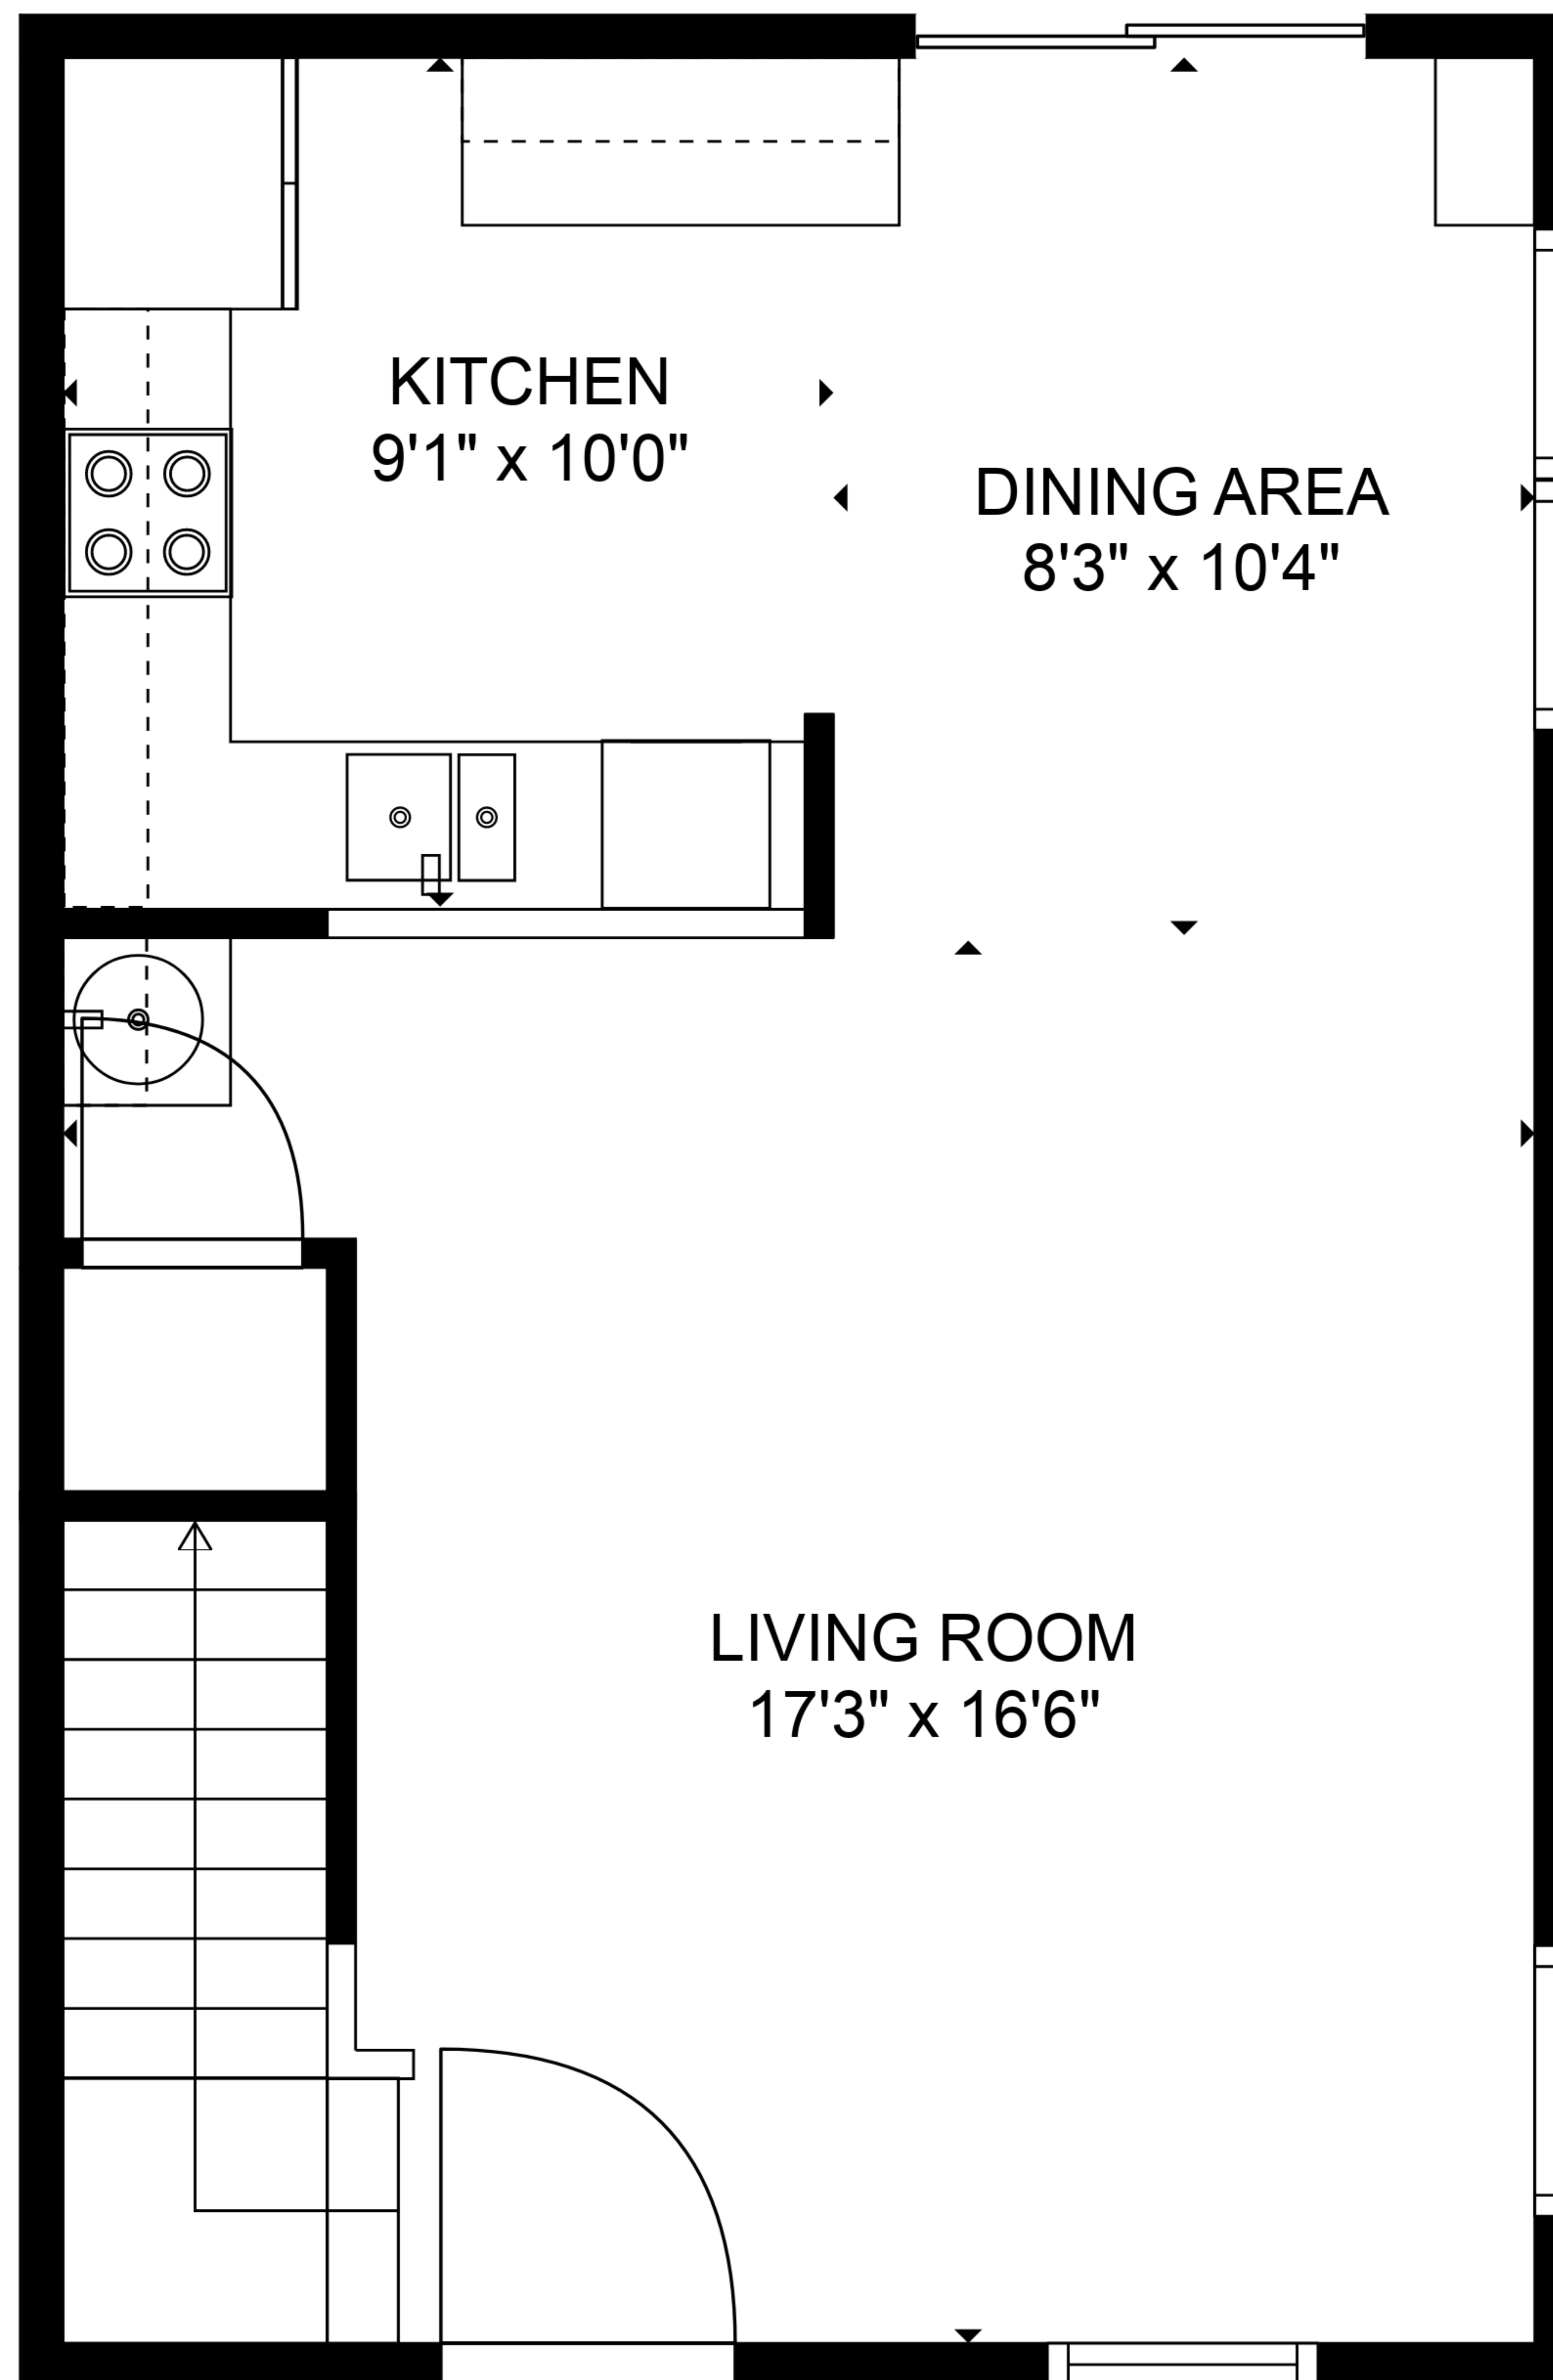 KITCHEN
9'1" x 10'0"
DINING AREA
8'3" x 10'4"
LIVING ROOM
17'3" x 16'6"